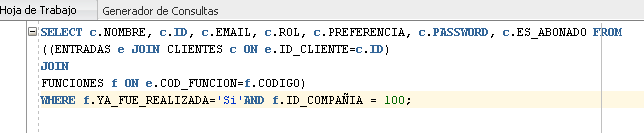 Hoja de Trabajo Generador de Consultas
SELECT c.NOMBRE, c.ID, c.EMAIL, c.ROL, c.PREFERENCIA, c.PASSWORD, c.ES_ABONADO FROM
((ENTRADAS e JOIN CLIENTES c ON e.ID_CLIENTE=c.ID)
JOIN
FUNCIONES f ON e.COD_FUNCION=f.CODIGO)
WHERE f.YA_FUE_REALIZADA='Si'AND f.ID_COMPAÑIA = 100;